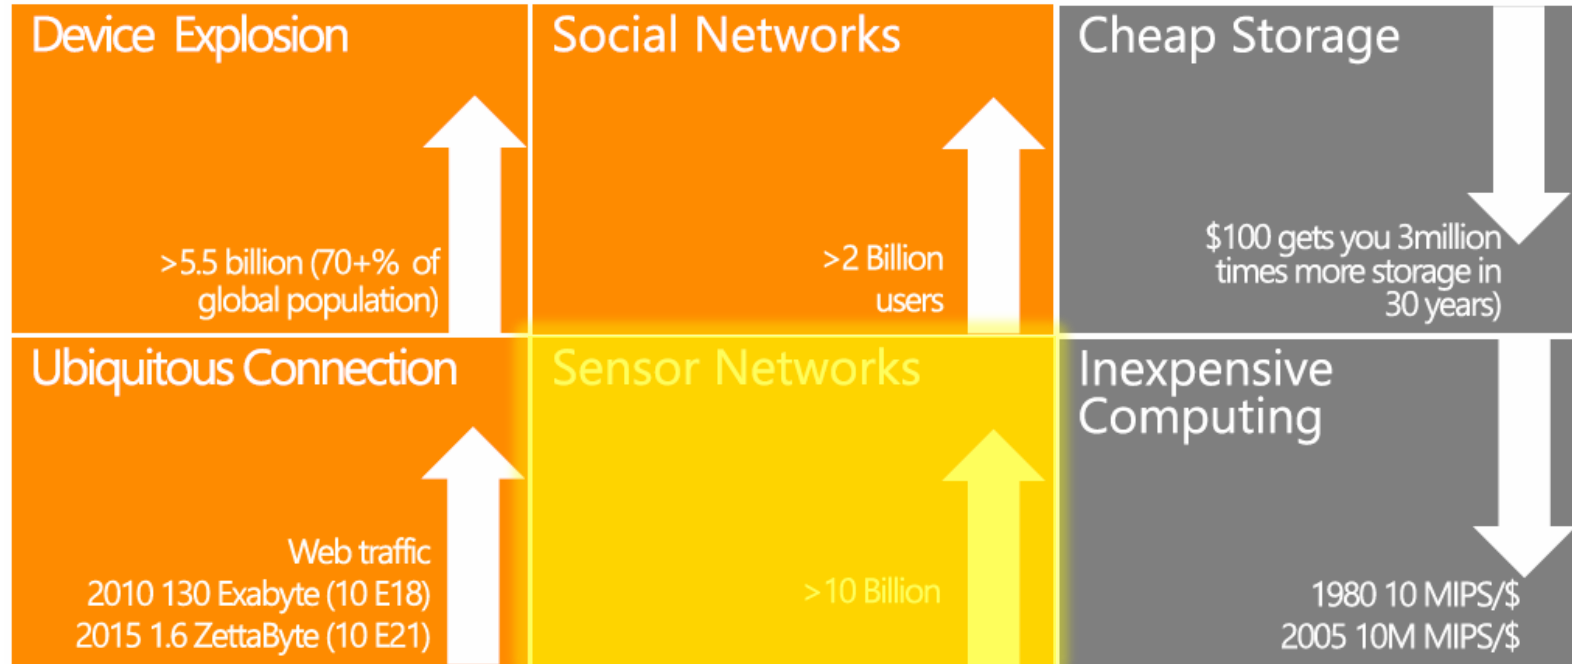 Device Explosion
>5.5 billion (70+% of
global population)
Social Networks
>2 Billion
users
Cheap Storage
$100 gets you 3million
times more storage in
30 years)
Ubiquitous Connection
Web traffic
2010 130 Exabyte (10 E18)
2015 1.6 ZettaByte (10 E21)
Sensor Networks
>10 Billion
Inexpensive
Computing
1980 10 MIPS/$
2005 10M MIPS/$